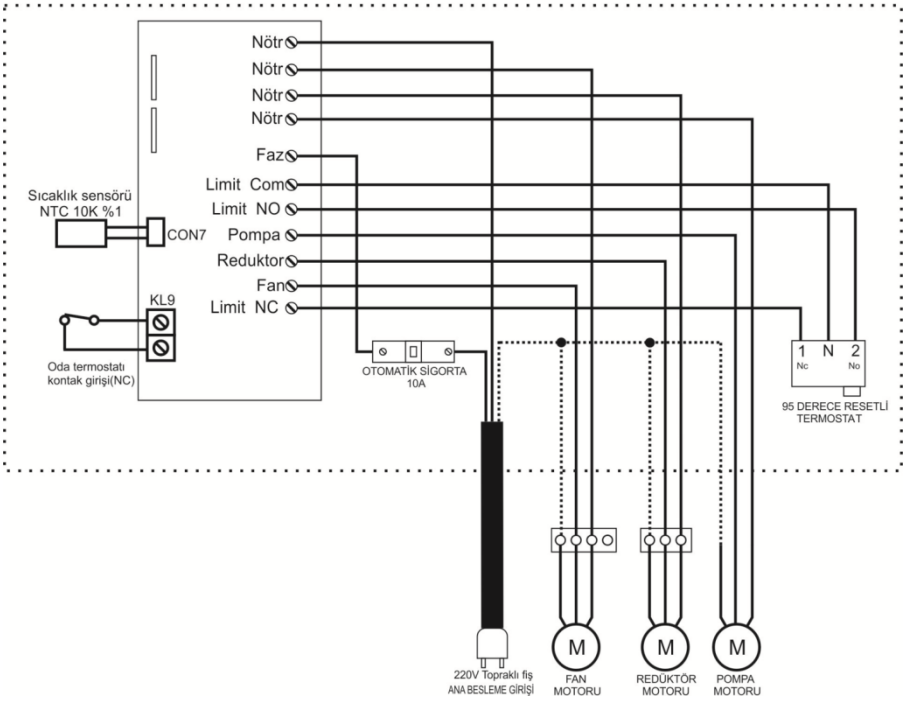 Nötr
Nötr
Nötr
Nötr
Faz
Limit Com
Limit NO
Pompa
Reduktor
Fan
Limit NC
Sıcaklık sensörü
NTC 10K %1
CON7
KL9
Oda termostatı
kontak girişi(NC)
OTOMATİK SİGORTA
10A
1 N 2
Nc No
95 DERECE RESETLİ
TERMOSTAT
M M M
220V Topraklı fiş
ANA BESLEME GİRİŞİ
FAN
MOTORU
REDÜKTÖR
MOTORU
POMPA
MOTORU